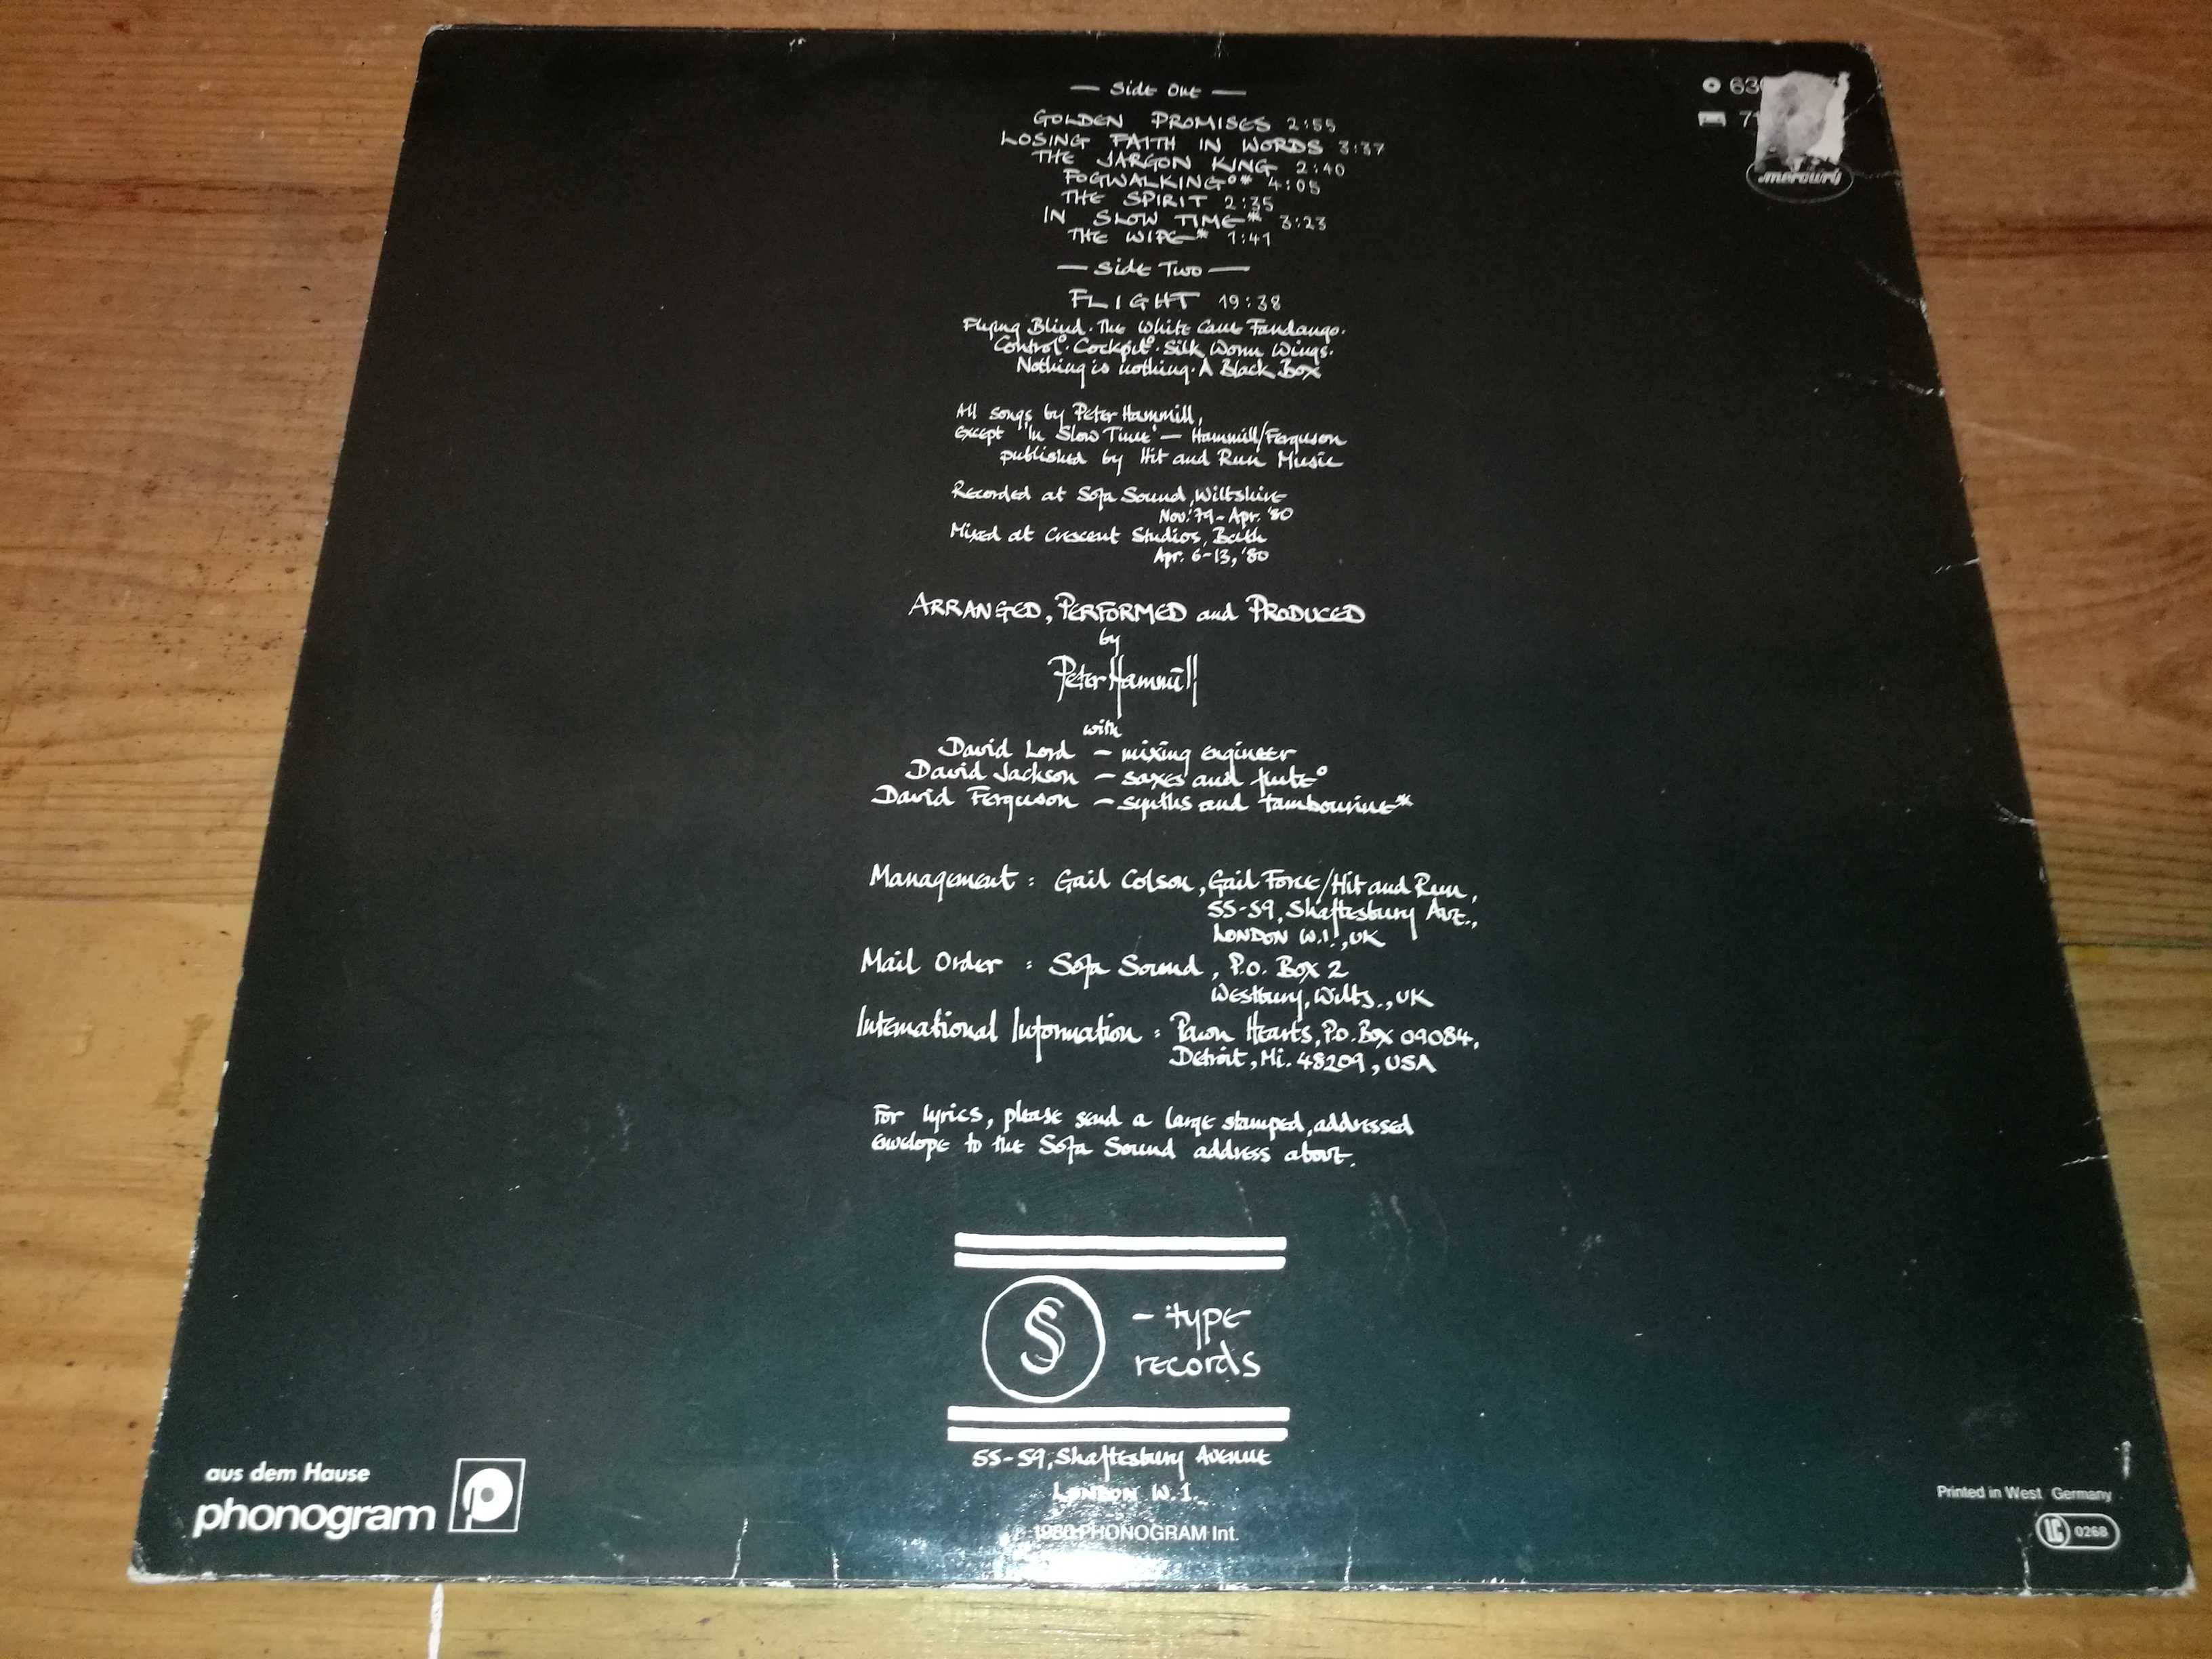 — Side One —
GOLDEN PROMISES 2:55
LOSING FAITH IN WORDS 3:37
THE JARGON KING 2:40
FOGWALKING°* 4:05
THE SPIRIT 2:35
IN SLOW TIME* 3:23
THE WIPE* 1:41
— Side Two —
FLIGHT 19:38
Flying Blind · The White Cane Fandango ·
Control° · Cockpit° · Silk Worm Wings ·
Nothing is nothing · A Black Box
All songs by Peter Hammill,
except 'In Slow Time' — Hammill/Ferguson
published by Hit and Run Music
Recorded at Sofa Sound, Wiltshire
Nov. '79 - Apr. '80
Mixed at Crescent Studios, Bath
Apr. 6-13, '80
ARRANGED, PERFORMED and PRODUCED
by
Peter Hammill
with
David Lord — mixing engineer
David Jackson — saxes and flute°
David Ferguson — synths and tambourine*
Management : Gail Colson, Gail Force/Hit and Run,
55-59, Shaftesbury Ave.,
LONDON W.1., UK
Mail Order : Sofa Sound, P.O. Box 2
Westbury, Wilts., UK
International Information : Pawn Hearts, P.O. Box 09084,
Detroit, Mi. 48209, USA
For lyrics, please send a large stamped, addressed
envelope to the Sofa Sound address above.
S - type
records
55-59, Shaftesbury Avenue
LONDON W.1.
℗ 1980 PHONOGRAM Int.
63
71
mercury
aus dem Hause
phonogram
Printed in West Germany
LC 0268